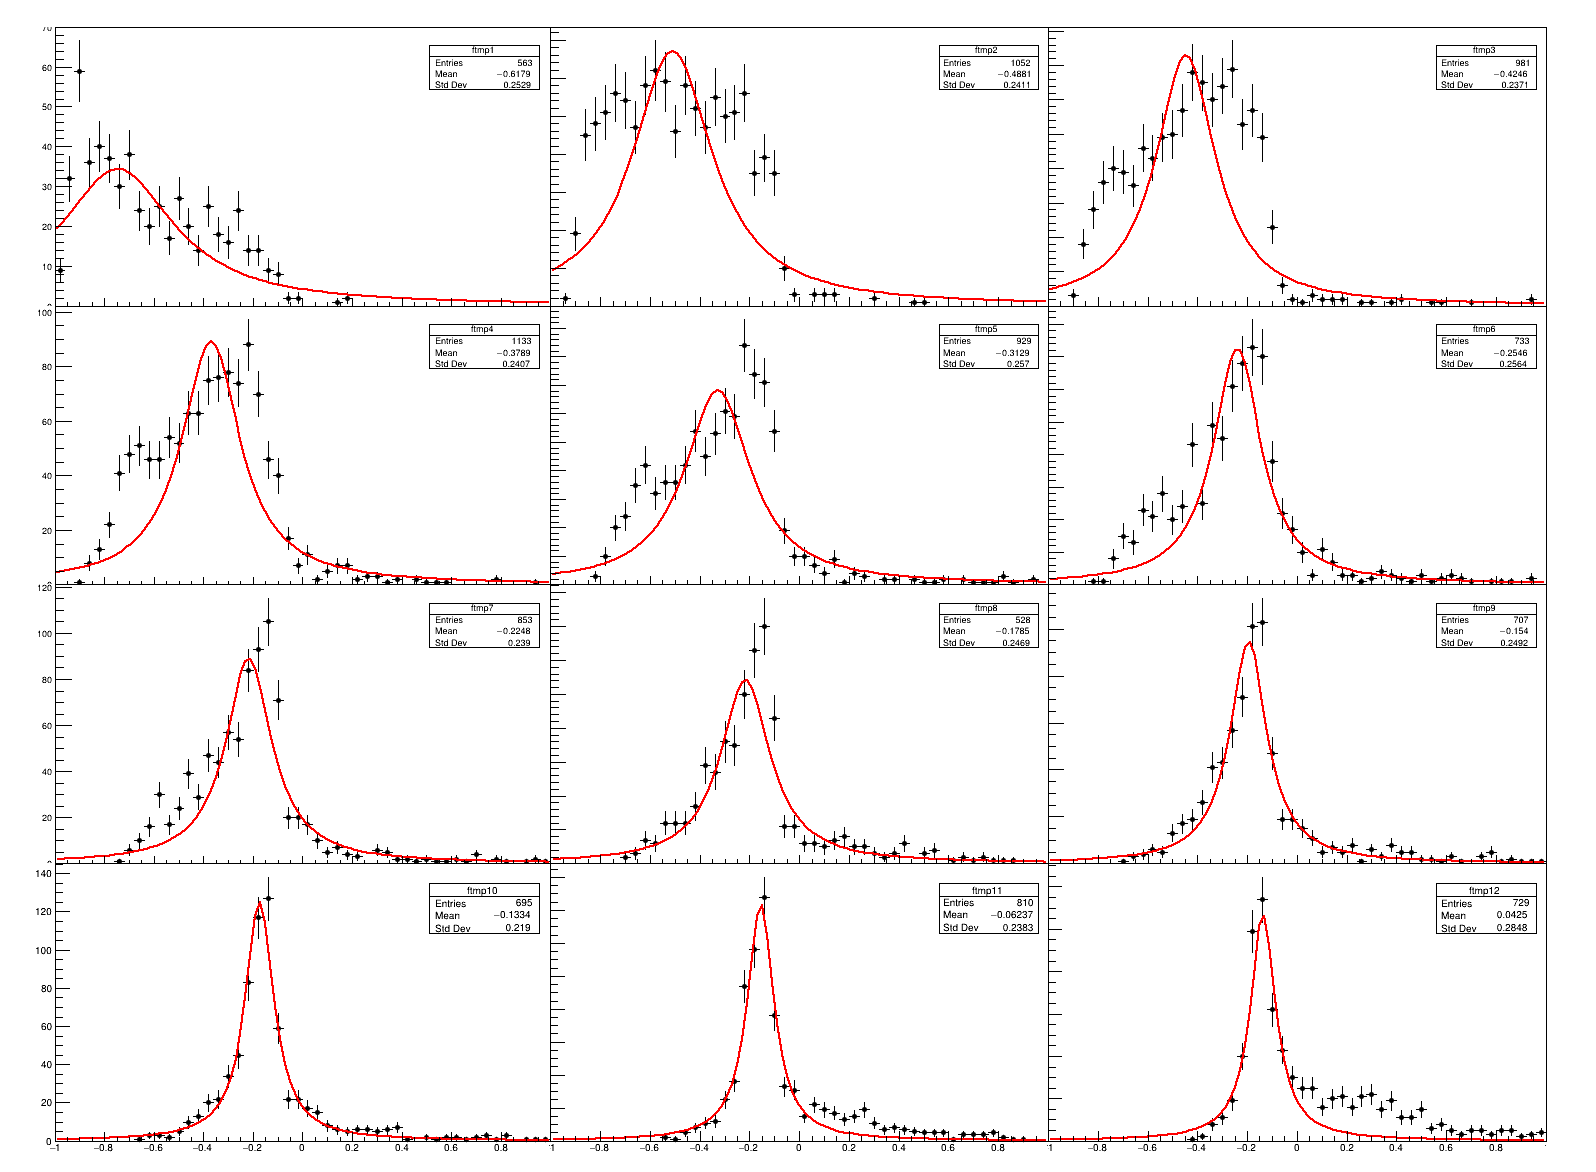 70
60
50
40
30
20
10
0
ftmp1
Entries 563
Mean −0.6179
Std Dev 0.2529
ftmp2
Entries 1052
Mean −0.4881
Std Dev 0.2411
ftmp3
Entries 981
Mean −0.4246
Std Dev 0.2371
100
80
60
40
20
0
ftmp4
Entries 1133
Mean −0.3789
Std Dev 0.2407
ftmp5
Entries 929
Mean −0.3129
Std Dev 0.257
ftmp6
Entries 733
Mean −0.2546
Std Dev 0.2564
120
100
80
60
40
20
0
ftmp7
Entries 853
Mean −0.2248
Std Dev 0.239
ftmp8
Entries 528
Mean −0.1785
Std Dev 0.2469
ftmp9
Entries 707
Mean −0.154
Std Dev 0.2492
140
120
100
80
60
40
20
0
ftmp10
Entries 695
Mean −0.1334
Std Dev 0.219
ftmp11
Entries 810
Mean −0.06237
Std Dev 0.2383
ftmp12
Entries 729
Mean 0.0425
Std Dev 0.2848
−1 −0.8 −0.6 −0.4 −0.2 0 0.2 0.4 0.6 0.8 1 −0.8 −0.6 −0.4 −0.2 0 0.2 0.4 0.6 0.8 1 −0.8 −0.6 −0.4 −0.2 0 0.2 0.4 0.6 0.8 1